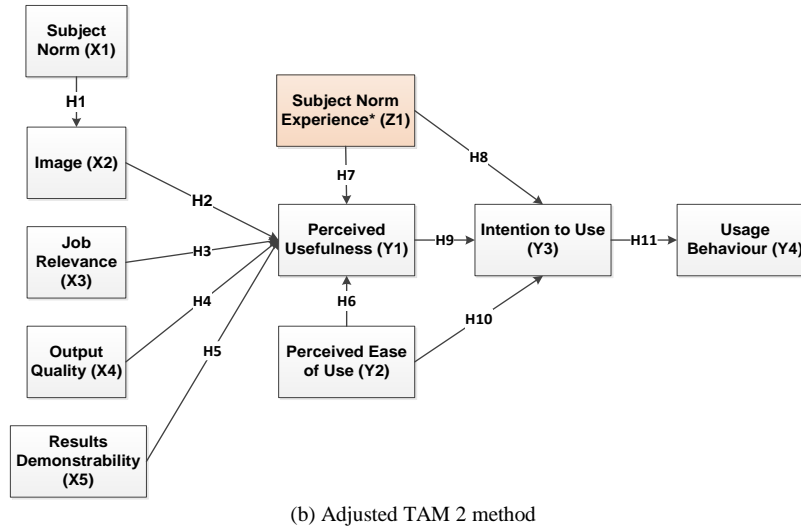 Subject
Norm (X1)
H1
Image (X2)
H2
Job
Relevance
(X3)
H3
Output
Quality (X4)
H4
Results
Demonstrability
(X5)
H5
Subject Norm
Experience* (Z1)
H7
H8
Perceived
Usefulness (Y1)
H9
Intention to Use
(Y3)
H11
Usage
Behaviour (Y4)
H6
H10
Perceived Ease
of Use (Y2)
(b) Adjusted TAM 2 method